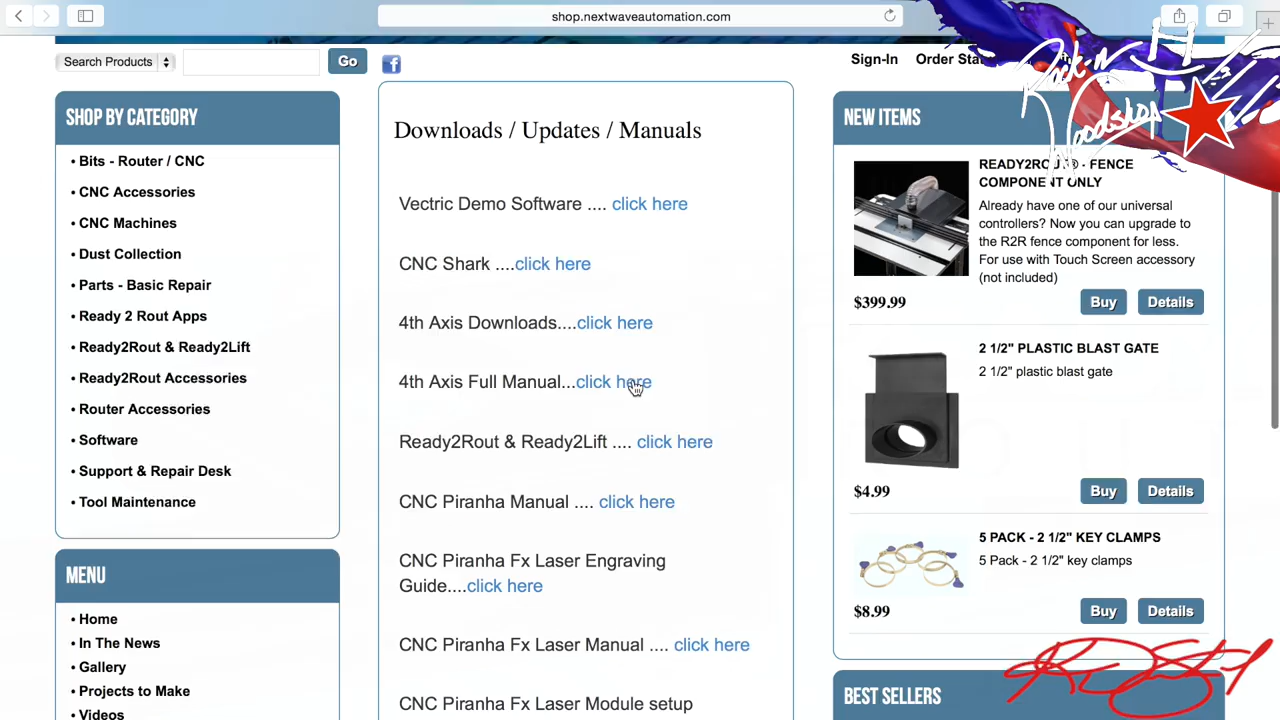 shop.nextwaveautomation.com
Search Products
Go
Sign-In
SHOP BY CATEGORY
• Bits - Router / CNC
• CNC Accessories
• CNC Machines
• Dust Collection
• Parts - Basic Repair
• Ready 2 Rout Apps
• Ready2Rout & Ready2Lift
• Ready2Rout Accessories
• Router Accessories
• Software
• Support & Repair Desk
• Tool Maintenance
MENU
• Home
• In The News
• Gallery
• Projects to Make
• Videos
Downloads / Updates / Manuals
Vectric Demo Software .... click here
CNC Shark ....click here
4th Axis Downloads....click here
4th Axis Full Manual...click here
Ready2Rout & Ready2Lift .... click here
CNC Piranha Manual .... click here
CNC Piranha Fx Laser Engraving
Guide....click here
CNC Piranha Fx Laser Manual .... click here
CNC Piranha Fx Laser Module setup
Order
Rock-n H
Woodshop
NEW ITEMS
READY2ROUT® - FENCE
COMPONENT ONLY
Already have one of our universal
controllers? Now you can upgrade to
the R2R fence component for less.
For use with Touch Screen accessory
(not included)
$399.99
Buy
Details
2 1/2" PLASTIC BLAST GATE
2 1/2" plastic blast gate
$4.99
Buy
Details
5 PACK - 2 1/2" KEY CLAMPS
5 Pack - 2 1/2" key clamps
$8.99
Buy
Details
BEST SELLERS